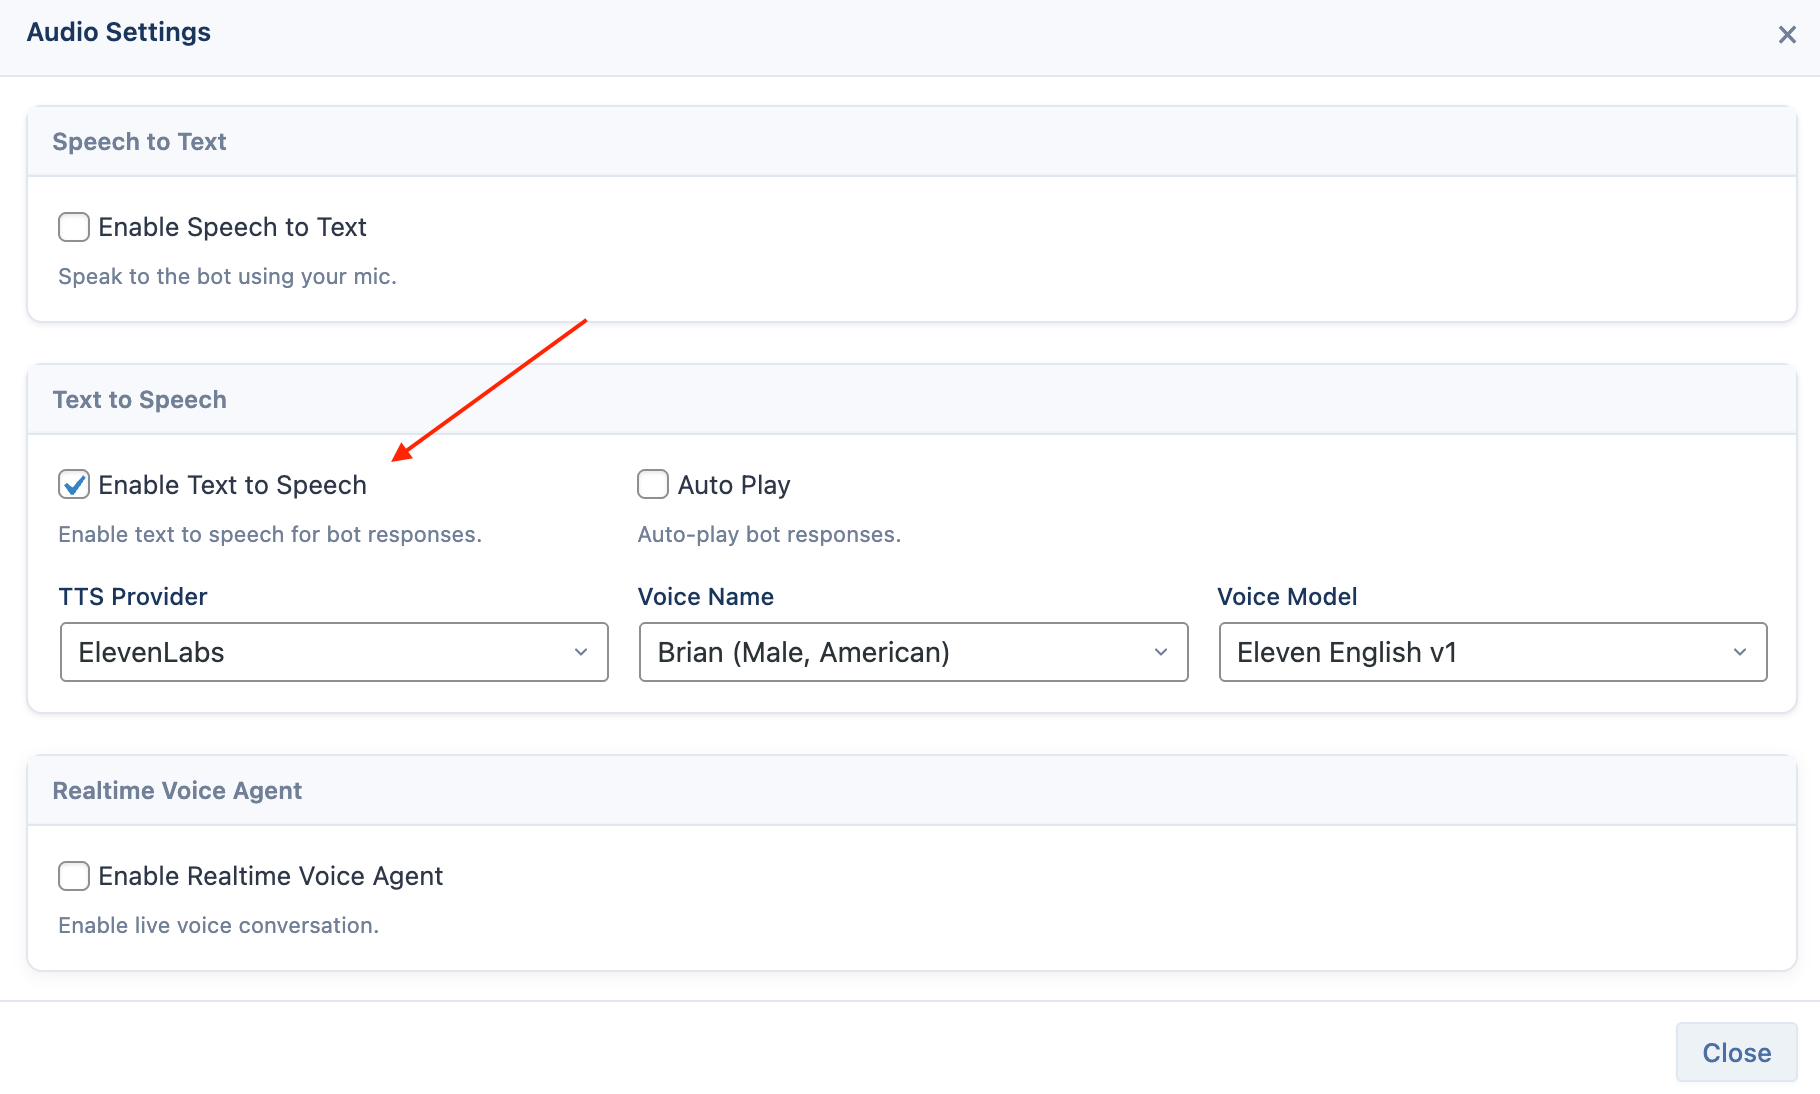 Audio Settings
Speech to Text
Enable Speech to Text
Speak to the bot using your mic.
Text to Speech
Enable Text to Speech
Enable text to speech for bot responses.
Auto Play
Auto-play bot responses.
TTS Provider
ElevenLabs
Voice Name
Brian (Male, American)
Voice Model
Eleven English v1
Realtime Voice Agent
Enable Realtime Voice Agent
Enable live voice conversation.
Close